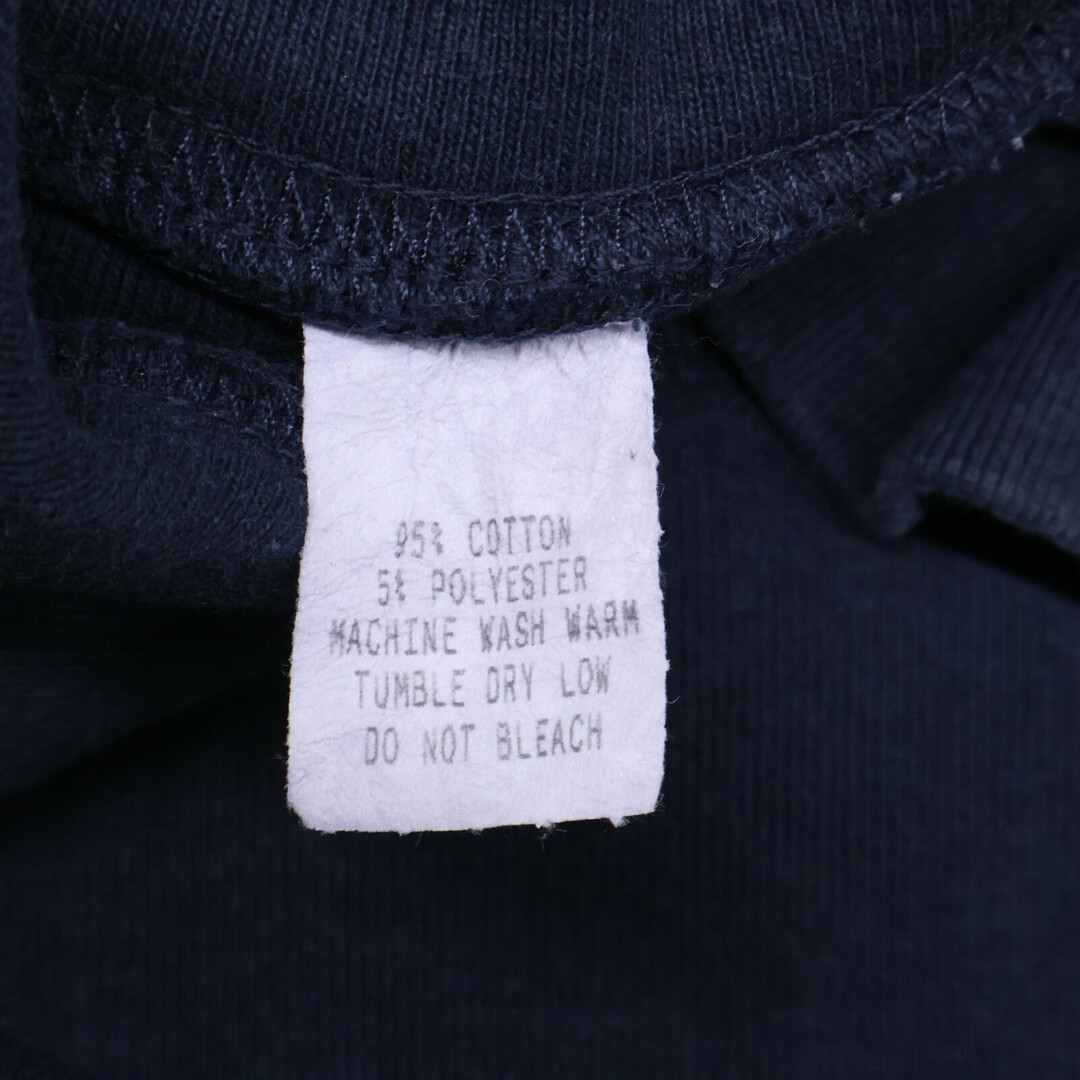 95% COTTON
5% POLYESTER
MACHINE WASH WARM
TUMBLE DRY LOW
DO NOT BLEACH